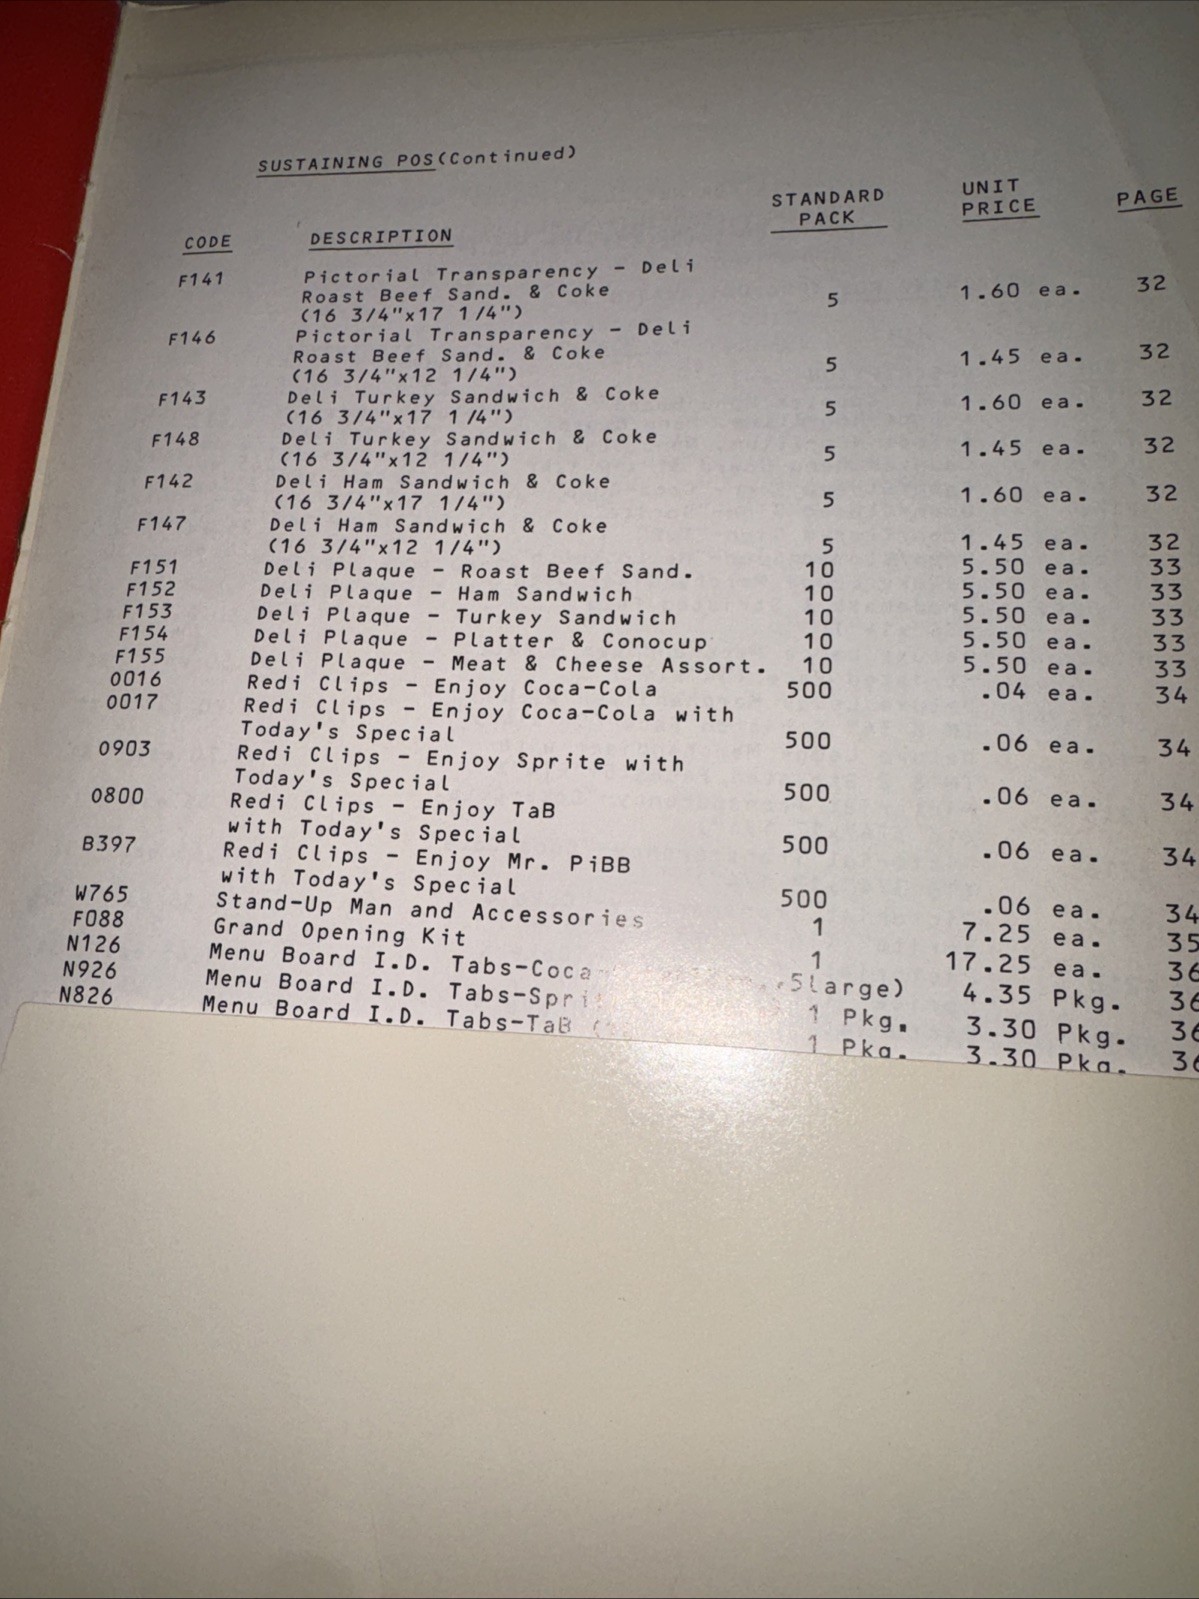 SUSTAINING POS(Continued)
CODE DESCRIPTION STANDARD PACK UNIT PRICE PAGE
F141 Pictorial Transparency - Deli
Roast Beef Sand. & Coke
(16 3/4"x17 1/4") 5 1.60 ea. 32
F146 Pictorial Transparency - Deli
Roast Beef Sand. & Coke
(16 3/4"x12 1/4") 5 1.45 ea. 32
F143 Deli Turkey Sandwich & Coke
(16 3/4"x17 1/4") 5 1.60 ea. 32
F148 Deli Turkey Sandwich & Coke
(16 3/4"x12 1/4") 5 1.45 ea. 32
F142 Deli Ham Sandwich & Coke
(16 3/4"x17 1/4") 5 1.60 ea. 32
F147 Deli Ham Sandwich & Coke
(16 3/4"x12 1/4") 5 1.45 ea. 32
F151 Deli Plaque - Roast Beef Sand. 10 5.50 ea. 33
F152 Deli Plaque - Ham Sandwich 10 5.50 ea. 33
F153 Deli Plaque - Turkey Sandwich 10 5.50 ea. 33
F154 Deli Plaque - Platter & Conocup 10 5.50 ea. 33
F155 Deli Plaque - Meat & Cheese Assort. 10 5.50 ea. 33
0016 Redi Clips - Enjoy Coca-Cola 500 .04 ea. 34
0017 Redi Clips - Enjoy Coca-Cola with
Today's Special 500 .06 ea. 34
0903 Redi Clips - Enjoy Sprite with
Today's Special 500 .06 ea. 34
0800 Redi Clips - Enjoy TaB
with Today's Special 500 .06 ea. 34
B397 Redi Clips - Enjoy Mr. PiBB
with Today's Special 500 .06 ea. 34
W765 Stand-Up Man and Accessories 1 7.25 ea. 35
F088 Grand Opening Kit 1 17.25 ea. 36
N126 Menu Board I.D. Tabs-Coca 5large) 4.35 Pkg. 36
N926 Menu Board I.D. Tabs-Spri 1 Pkg. 3.30 Pkg. 36
N826 Menu Board I.D. Tabs-TaB 1 Pkg. 3.30 Pkg. 36